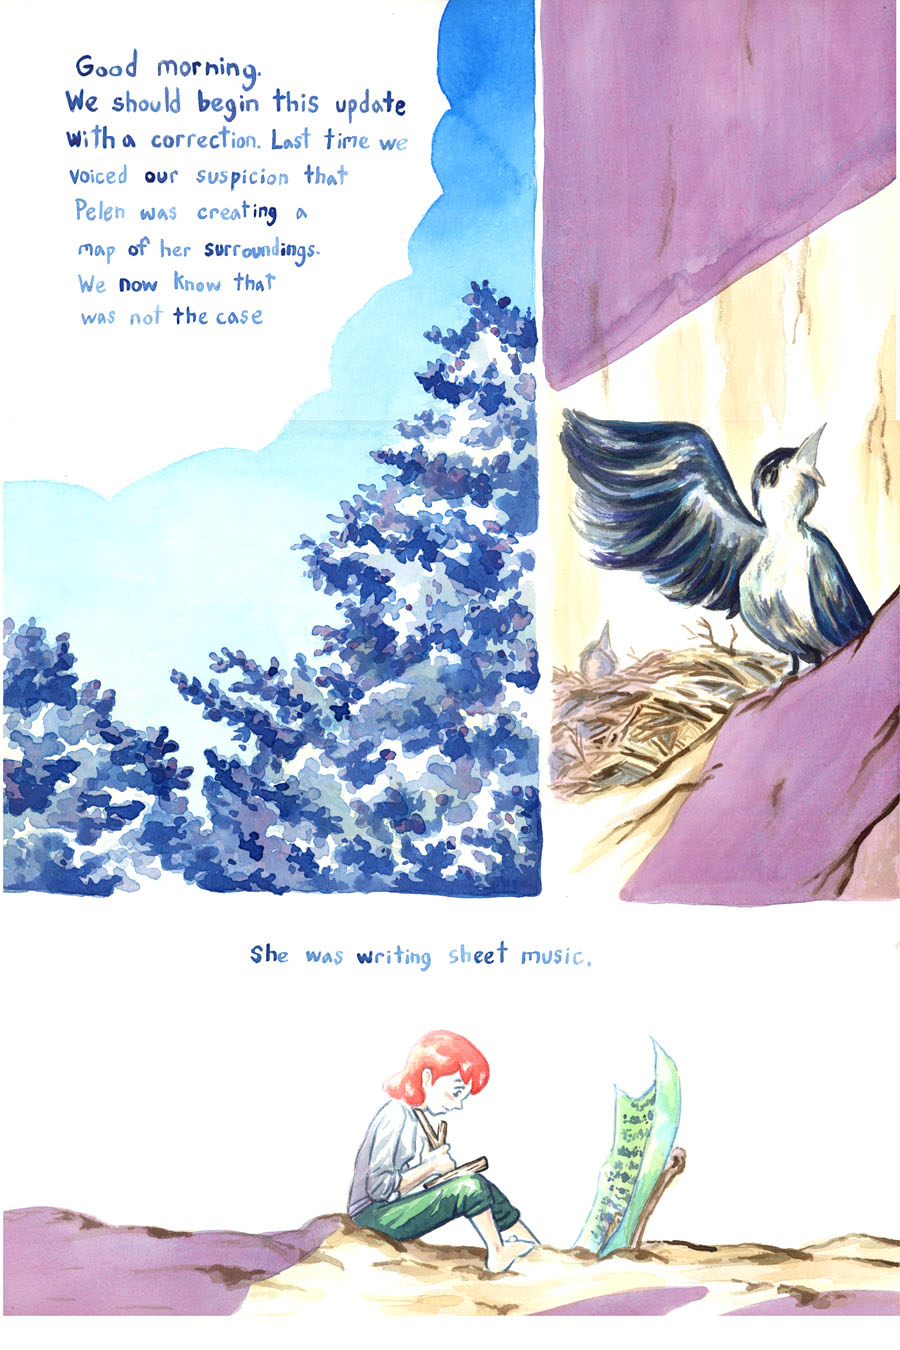 Good morning.
We should begin this update
with a correction. Last time we
voiced our suspicion that
Pelen was creating a
map of her surroundings.
We now know that
was not the case
She was writing sheet music.